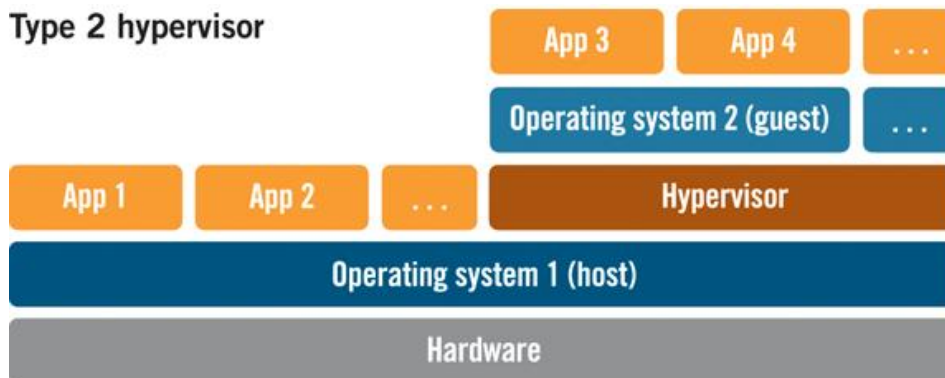 Type 2 hypervisor
App 3 App 4 ...
Operating system 2 (guest) ...
App 1 App 2 ... Hypervisor
Operating system 1 (host)
Hardware